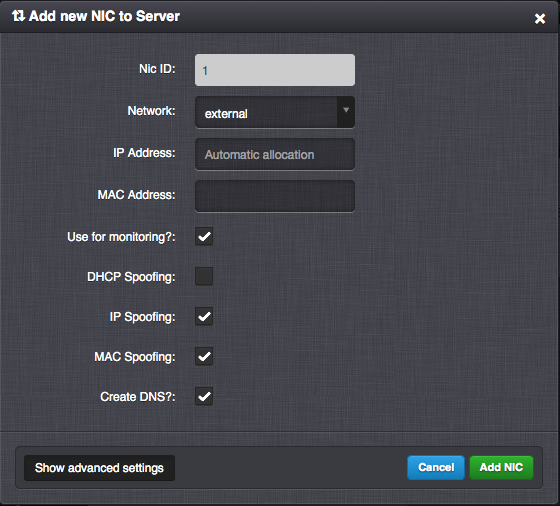 Add new NIC to Server
Nic ID: 1
Network: external
IP Address: Automatic allocation
MAC Address:
Use for monitoring?:
DHCP Spoofing:
IP Spoofing:
MAC Spoofing:
Create DNS?:
Show advanced settings Cancel Add NIC